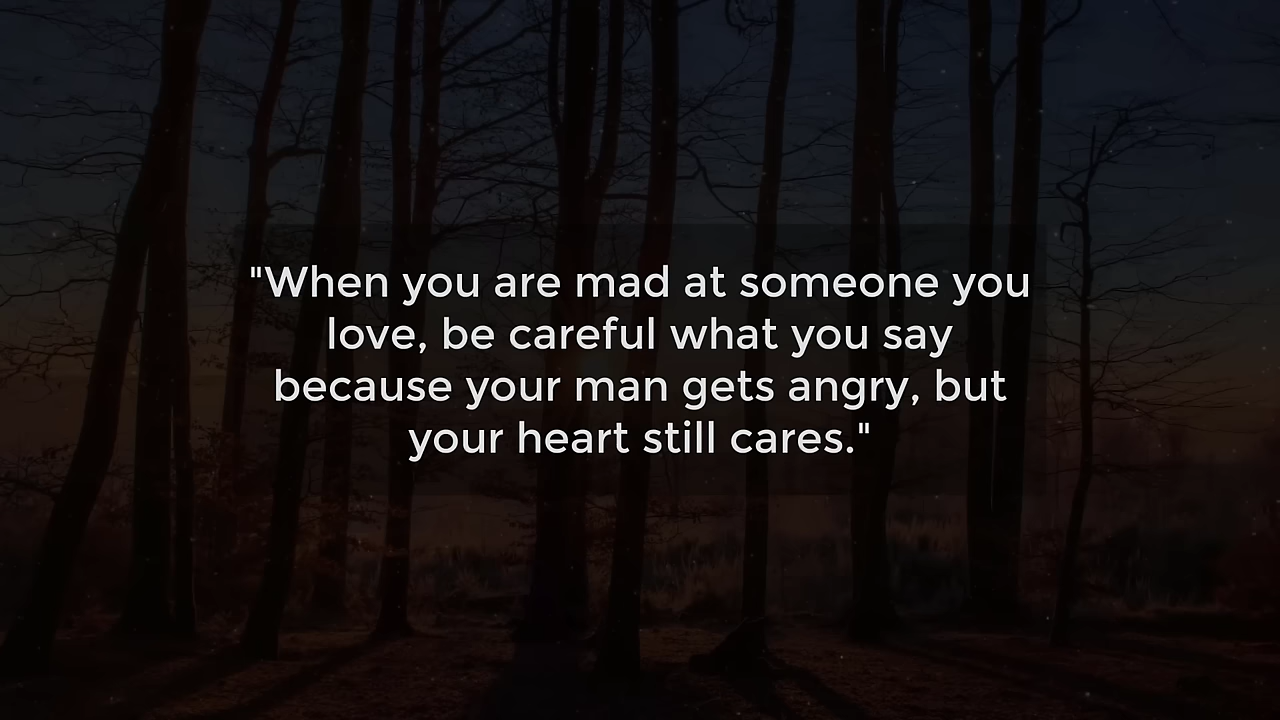 "When you are mad at someone you
love, be careful what you say
because your man gets angry, but
your heart still cares."